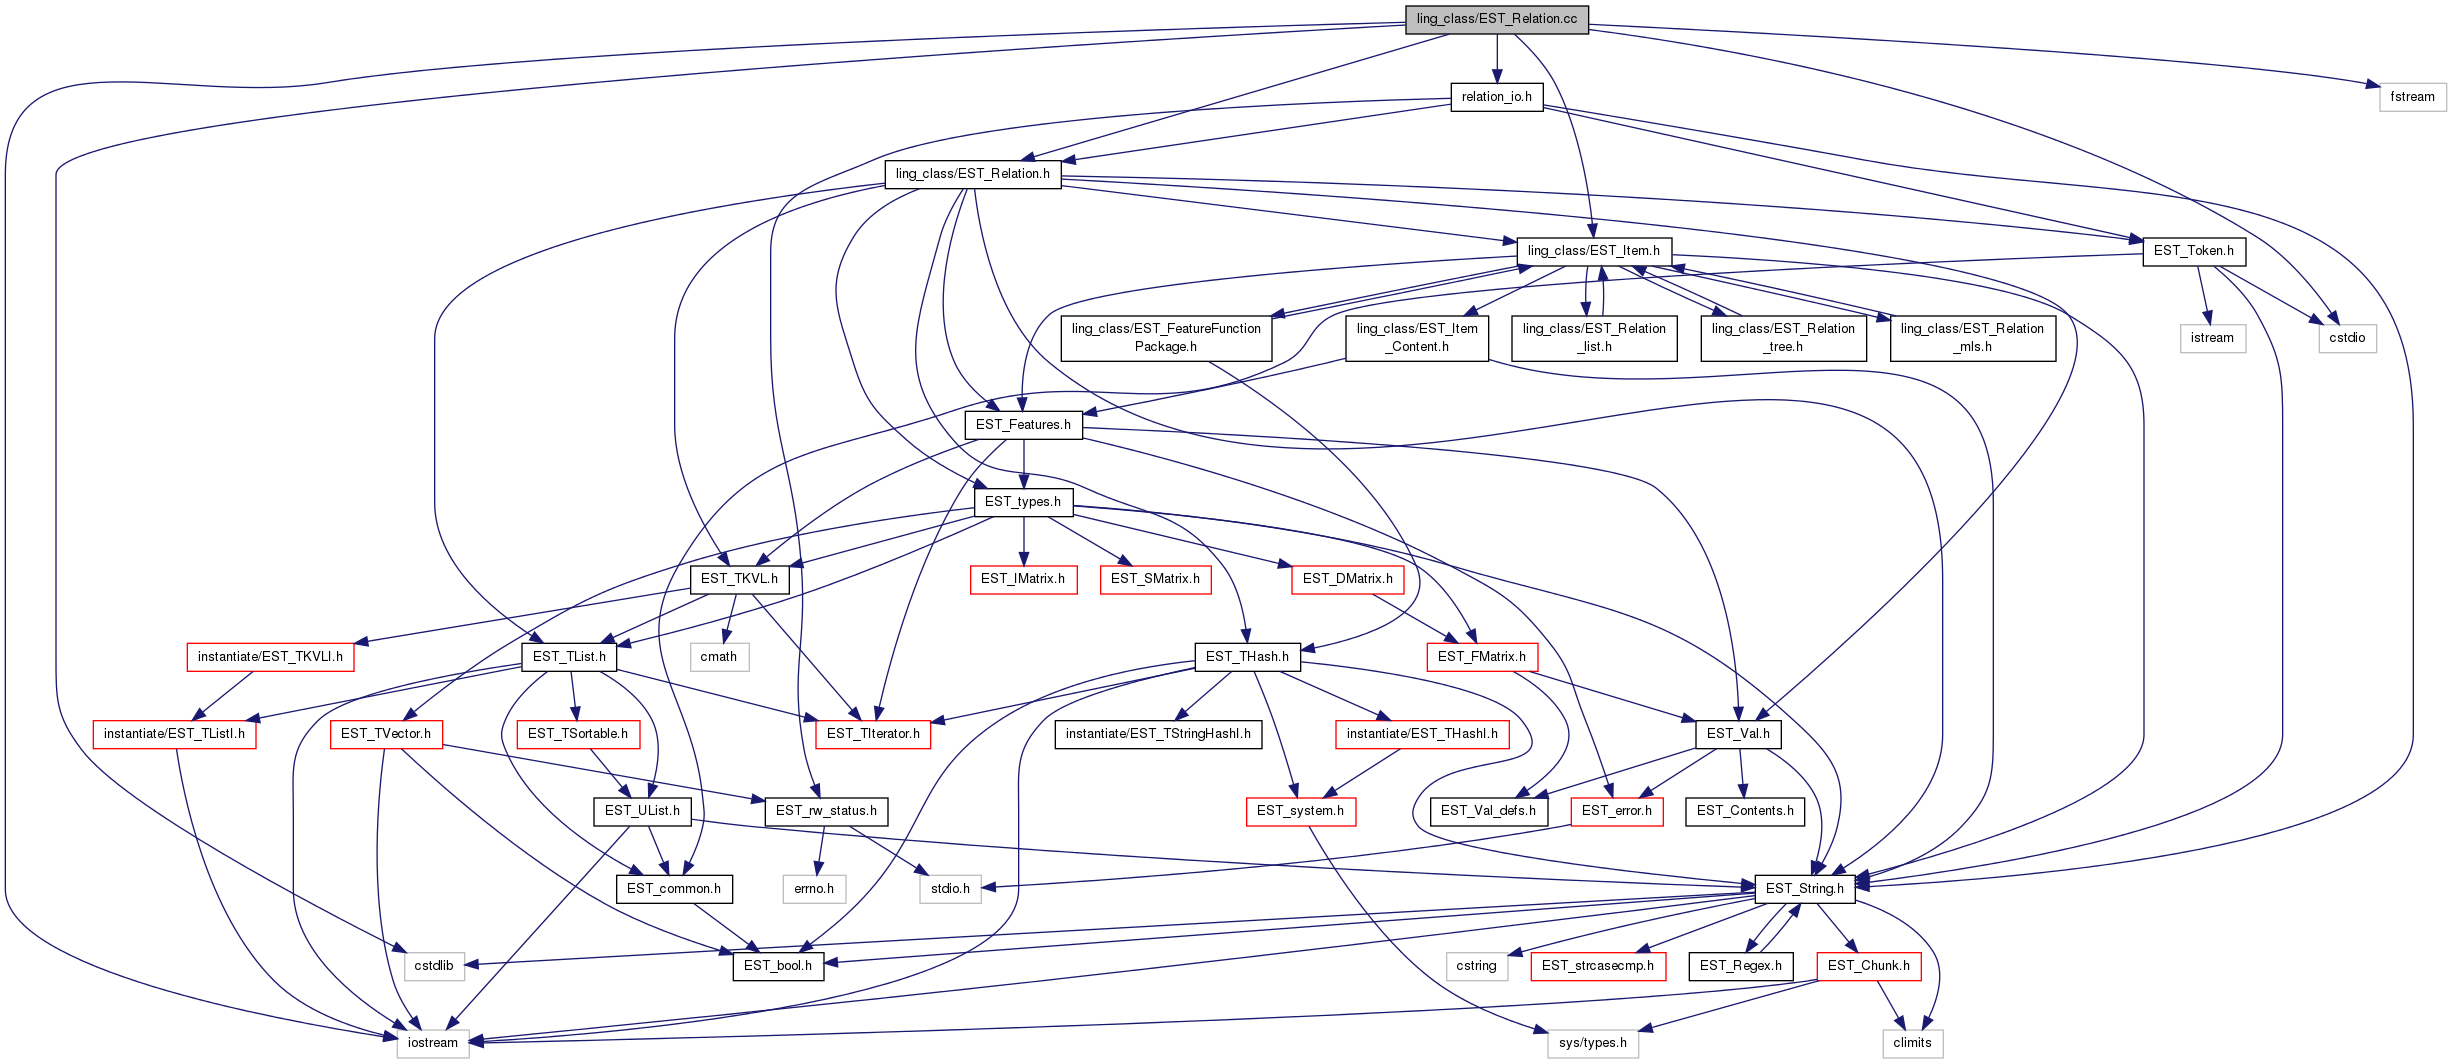 ling_class/EST_Relation.cc
relation_io.h
fstream
ling_class/EST_Relation.h
ling_class/EST_Item.h
EST_Token.h
ling_class/EST_FeatureFunction
Package.h
ling_class/EST_Item
_Content.h
ling_class/EST_Relation
_list.h
ling_class/EST_Relation
_tree.h
ling_class/EST_Relation
_mls.h
istream
cstdio
EST_Features.h
EST_types.h
EST_TKVL.h
EST_IMatrix.h
EST_SMatrix.h
EST_DMatrix.h
instantiate/EST_TKVLI.h
EST_TList.h
cmath
EST_THash.h
EST_FMatrix.h
instantiate/EST_TListI.h
EST_TVector.h
EST_TSortable.h
EST_TIterator.h
instantiate/EST_TStringHashI.h
instantiate/EST_THashI.h
EST_Val.h
EST_UList.h
EST_rw_status.h
EST_system.h
EST_Val_defs.h
EST_error.h
EST_Contents.h
EST_common.h
errno.h
stdio.h
EST_String.h
cstdlib
EST_bool.h
cstring
EST_strcasecmp.h
EST_Regex.h
EST_Chunk.h
iostream
sys/types.h
climits